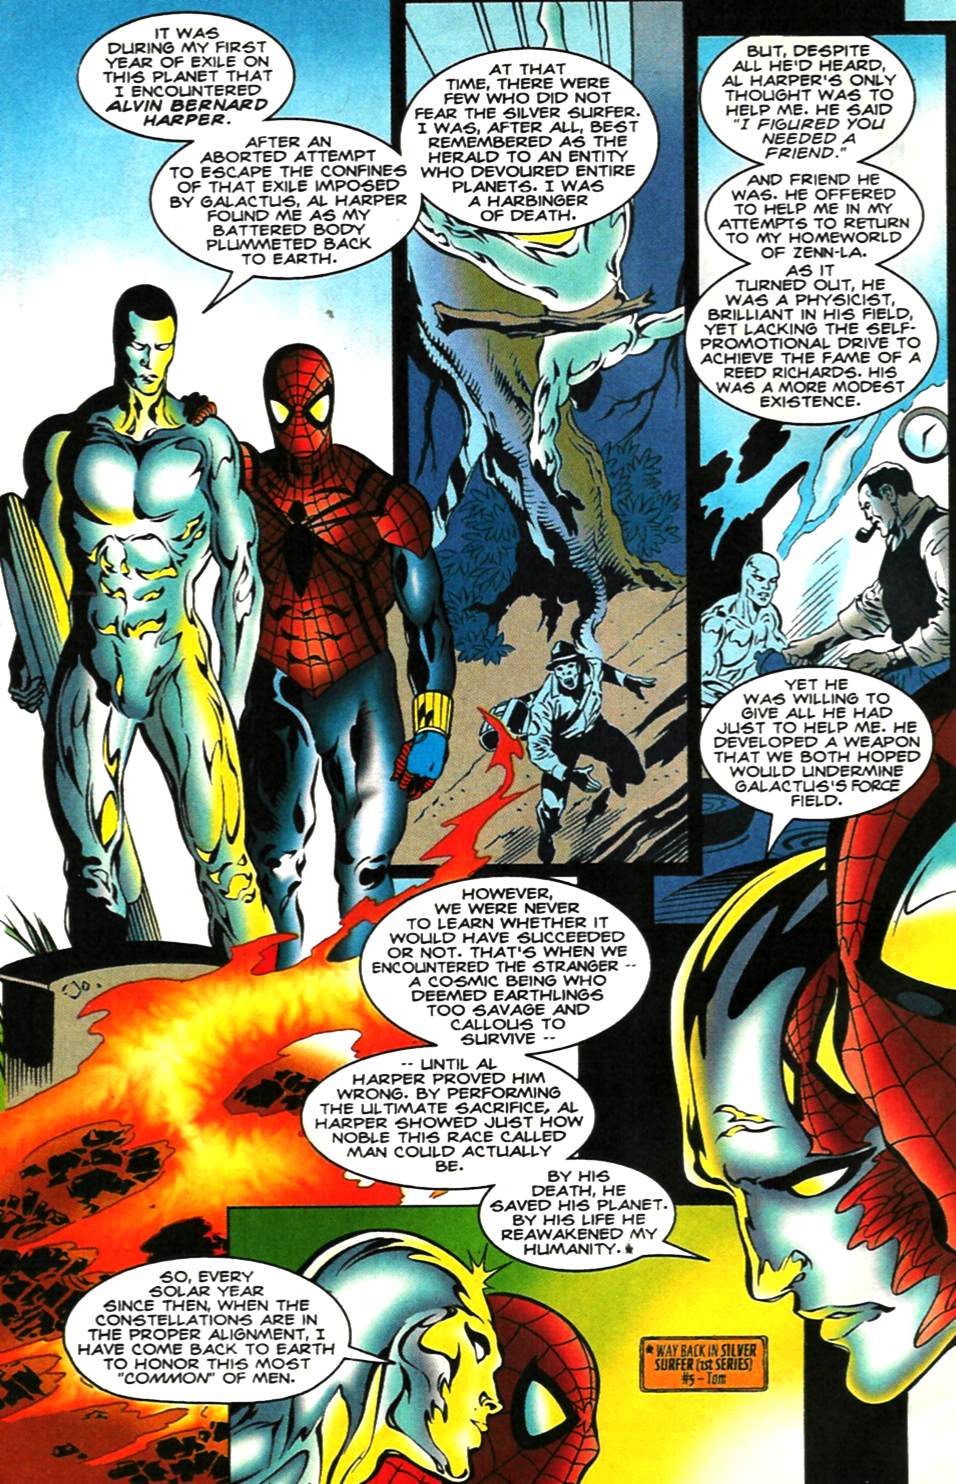 IT WAS
DURING MY FIRST
YEAR OF EXILE ON
THIS PLANET THAT
I ENCOUNTERED
ALVIN BERNARD
HARPER.
AFTER AN
ABORTED ATTEMPT
TO ESCAPE THE CONFINES
OF THAT EXILE IMPOSED
BY GALACTUS, AL HARPER
FOUND ME AS MY
BATTERED BODY
PLUMMETED BACK
TO EARTH.
AT THAT
TIME, THERE WERE
FEW WHO DID NOT
FEAR THE SILVER SURFER.
I WAS, AFTER ALL, BEST
REMEMBERED AS THE
HERALD TO AN ENTITY
WHO DEVOURED ENTIRE
PLANETS. I WAS
A HARBINGER
OF DEATH.
BUT, DESPITE
ALL HE'D HEARD,
AL HARPER'S ONLY
THOUGHT WAS TO
HELP ME. HE SAID
"I FIGURED YOU
NEEDED A
FRIEND."
AND FRIEND HE
WAS. HE OFFERED
TO HELP ME IN MY
ATTEMPTS TO RETURN
TO MY HOMEWORLD
OF ZENN-LA.
AS IT
TURNED OUT, HE
WAS A PHYSICIST,
BRILLIANT IN HIS FIELD,
YET LACKING THE SELF-
PROMOTIONAL DRIVE TO
ACHIEVE THE FAME OF A
REED RICHARDS. HIS
WAS A MORE MODEST
EXISTENCE.
YET HE
WAS WILLING TO
GIVE ALL HE HAD
JUST TO HELP ME. HE
DEVELOPED A WEAPON
THAT WE BOTH HOPED
WOULD UNDERMINE
GALACTUS'S FORCE
FIELD.
HOWEVER,
WE WERE NEVER
TO LEARN WHETHER IT
WOULD HAVE SUCCEEDED
OR NOT. THAT'S WHEN WE
ENCOUNTERED THE STRANGER --
A COSMIC BEING WHO
DEEMED EARTHLINGS
TOO SAVAGE AND
CALLOUS TO
SURVIVE --
-- UNTIL AL
HARPER PROVED HIM
WRONG. BY PERFORMING
THE ULTIMATE SACRIFICE, AL
HARPER SHOWED JUST HOW
NOBLE THIS RACE CALLED
MAN COULD ACTUALLY
BE.
BY HIS
DEATH, HE
SAVED HIS PLANET.
BY HIS LIFE HE
REAWAKENED MY
HUMANITY.*
SO, EVERY
SOLAR YEAR
SINCE THEN, WHEN THE
CONSTELLATIONS ARE IN
THE PROPER ALIGNMENT, I
HAVE COME BACK TO EARTH
TO HONOR THIS MOST
"COMMON" OF MEN.
* WAY BACK IN SILVER
SURFER (1ST SERIES)
#5 - Tom
JO.